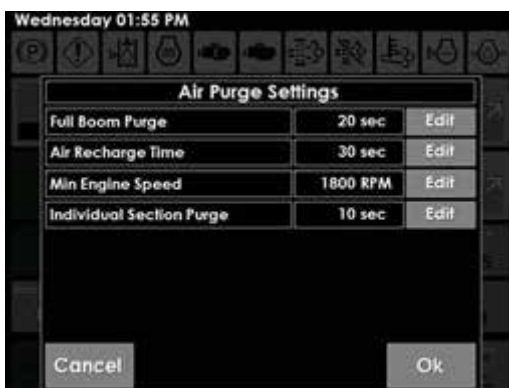 Wednesday 01:55 PM
Air Purge Settings
Full Boom Purge 20 sec Edit
Air Recharge Time 30 sec Edit
Min Engine Speed 1800 RPM Edit
Individual Section Purge 10 sec Edit
Cancel Ok